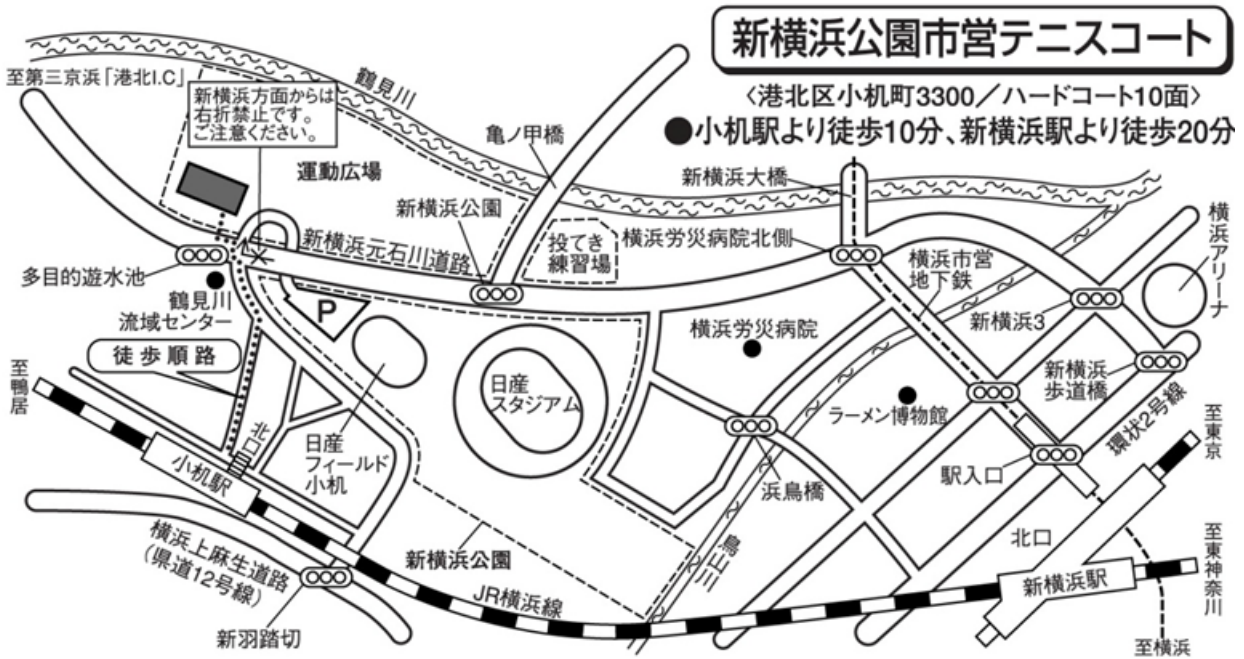 新横浜公園市営テニスコート
〈港北区小机町3300／ハードコート10面〉
●小机駅より徒歩10分、新横浜駅より徒歩20分
至第三京浜「港北I.C」
新横浜方面からは
右折禁止です。
ご注意ください。
鶴見川
亀ノ甲橋
運動広場
新横浜大橋
新横浜公園
新横浜元石川道路
投てき
練習場
横浜労災病院北側
横浜市営
地下鉄
横浜アリーナ
多目的遊水池
鶴見川
流域センター
P
横浜労災病院
新横浜3
徒歩順路
至鴨居
日産
スタジアム
新横浜
歩道橋
ラーメン博物館
環状2号線
至東京
北口
小机駅
日産
フィールド
小机
浜鳥橋
駅入口
横浜上麻生道路
(県道12号線)
新横浜公園
鳥山川
北口
JR横浜線
新横浜駅
至東神奈川
新羽踏切
至横浜